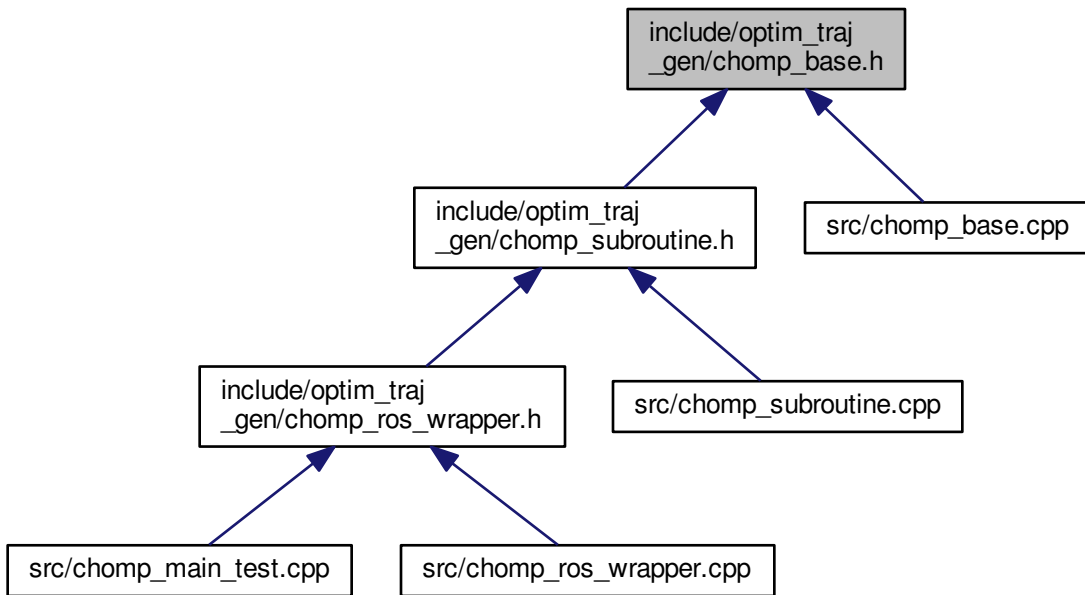 include/optim_traj
_gen/chomp_base.h
include/optim_traj
_gen/chomp_subroutine.h
src/chomp_base.cpp
include/optim_traj
_gen/chomp_ros_wrapper.h
src/chomp_subroutine.cpp
src/chomp_main_test.cpp
src/chomp_ros_wrapper.cpp